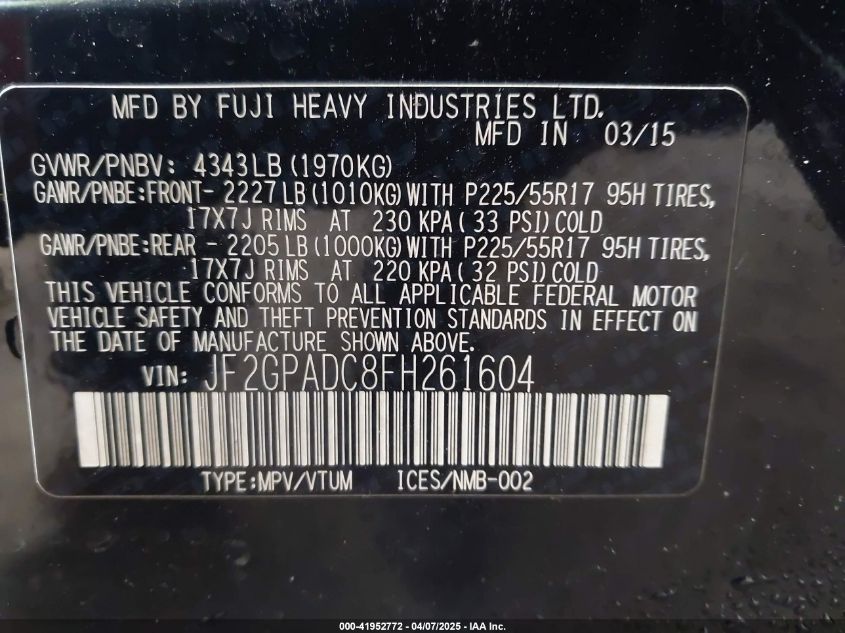 MFD BY FUJI HEAVY INDUSTRIES LTD.
MFD IN 03/15
GVWR/PNBV: 4343LB (1970KG)
GAWR/PNBE:FRONT- 2227 LB (1010KG) WITH P225/55R17 95H TIRES,
17X7J RIMS AT 230 KPA ( 33 PSI) COLD
GAWR/PNBE:REAR - 2205 LB (1000KG) WITH P225/55R17 95H TIRES,
17X7J RIMS AT 220 KPA ( 32 PSI) COLD
THIS VEHICLE CONFORMS TO ALL APPLICABLE FEDERAL MOTOR
VEHICLE SAFETY AND THEFT PREVENTION STANDARDS IN EFFECT ON
THE DATE OF MANUFACTURE SHOWN ABOVE.
VIN: JF2GPADC8FH261604
TYPE:MPV/VTUM ICES/NMB-002
000-41952772 - 04/07/2025 - IAA Inc.